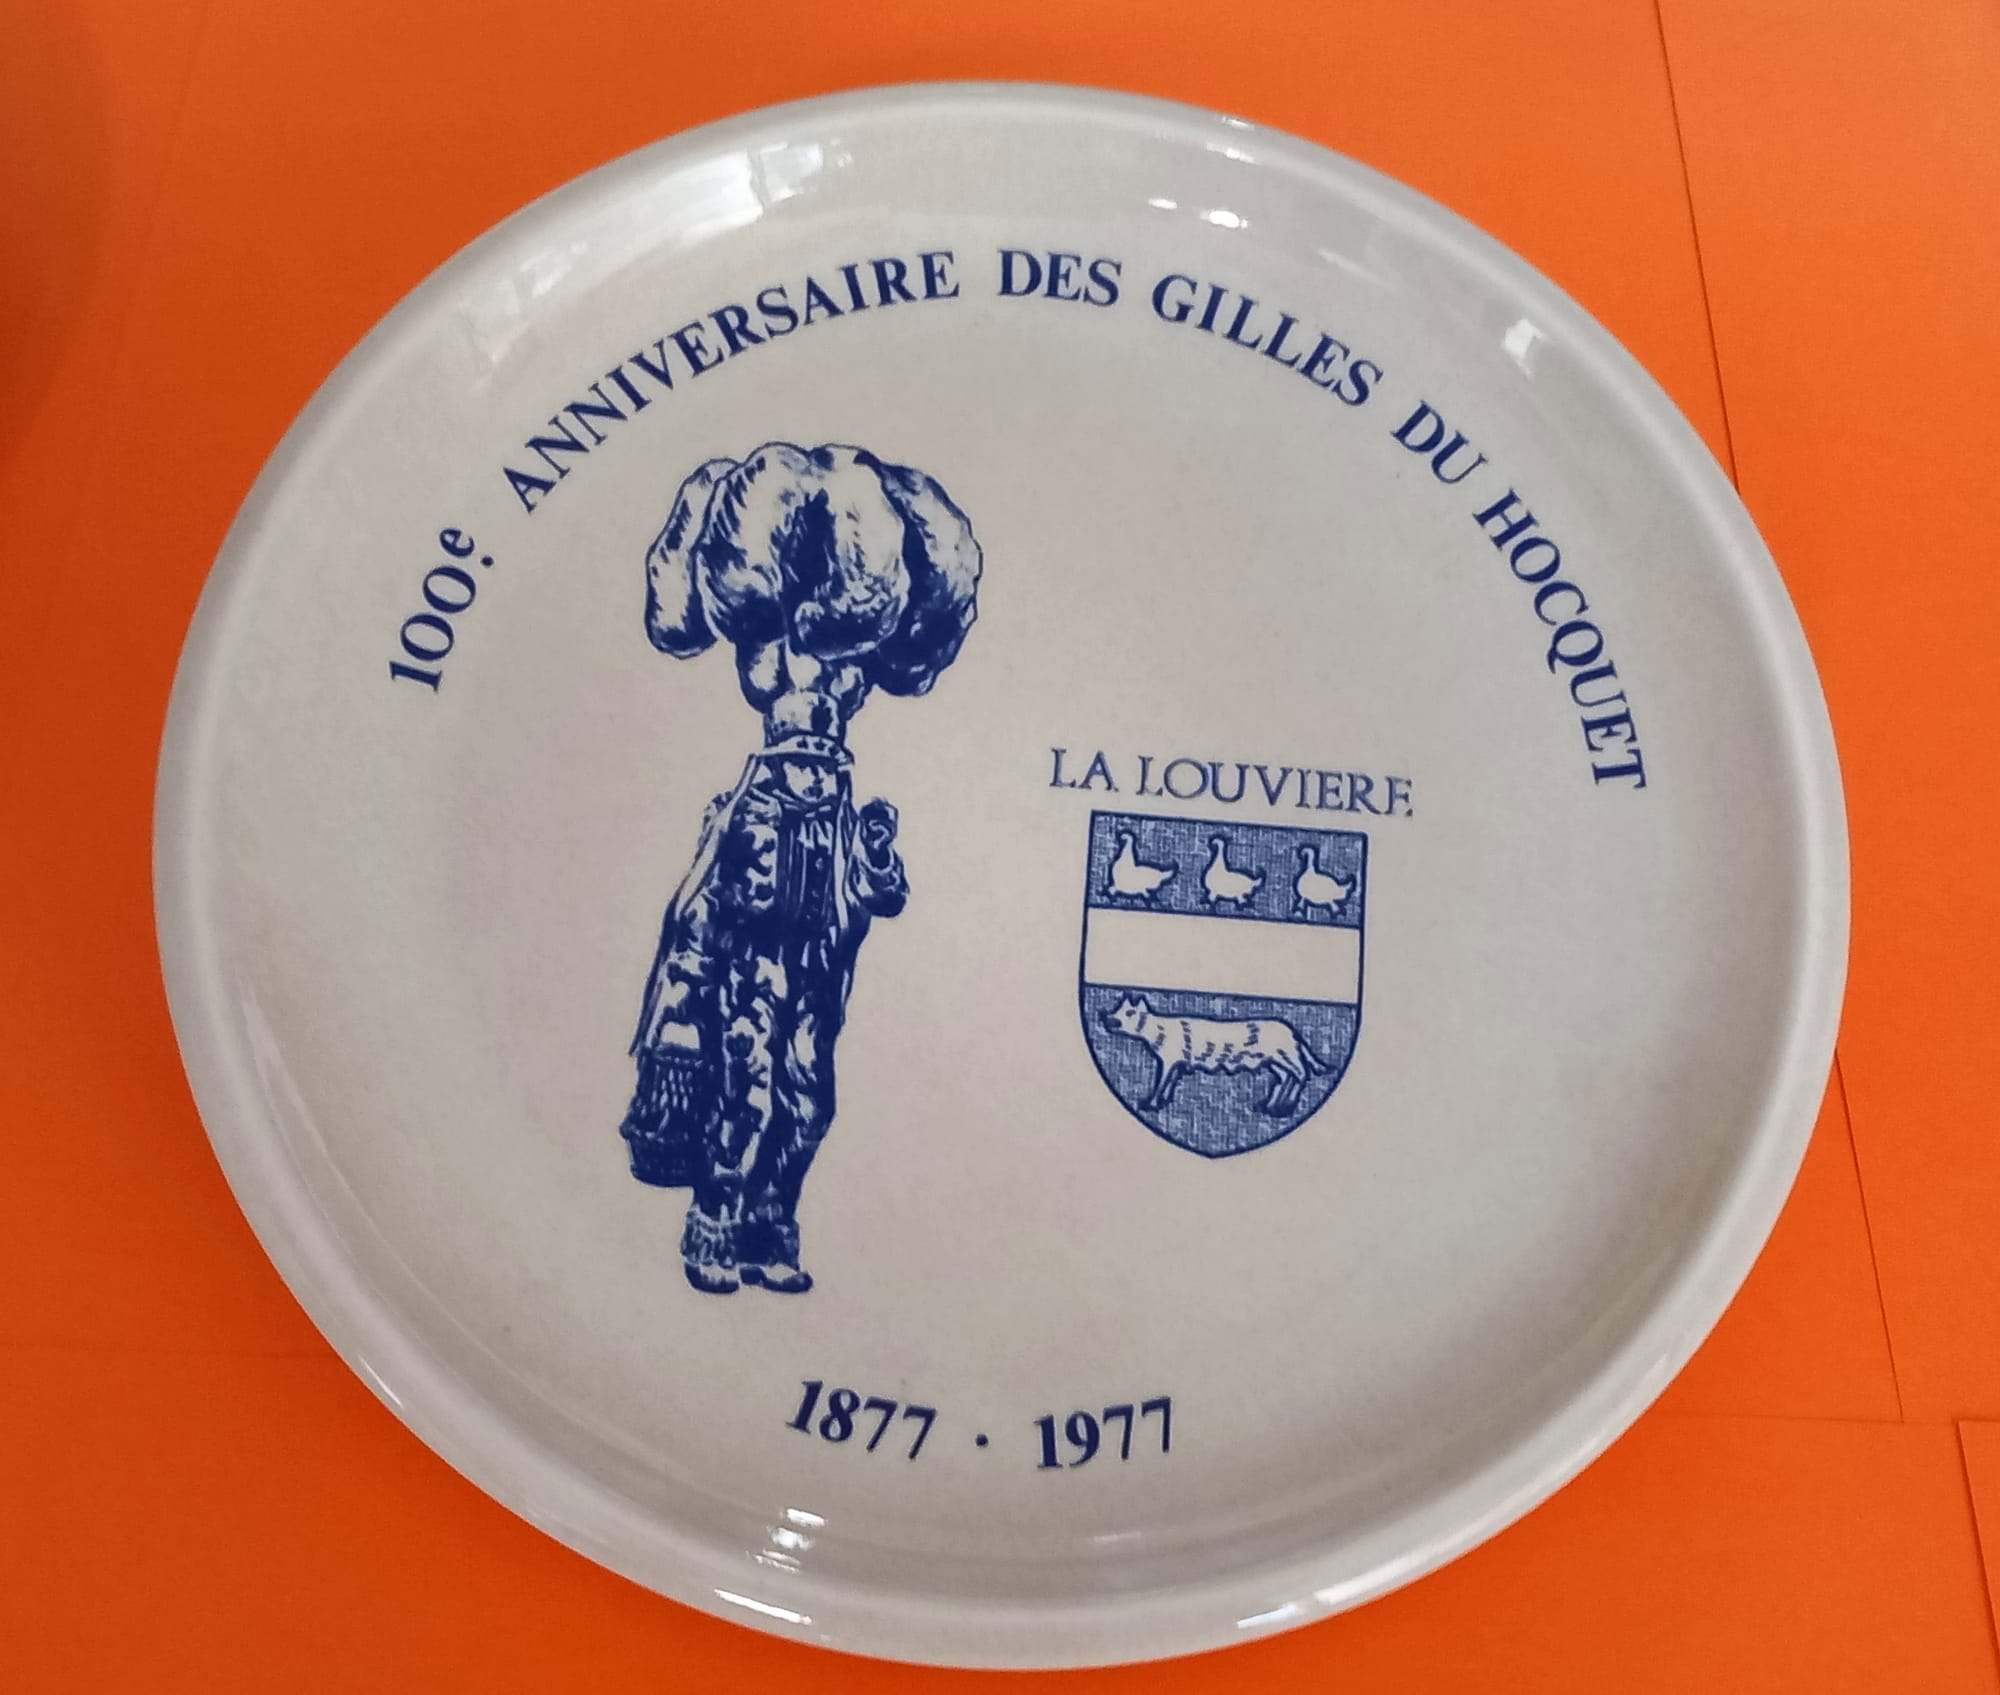 100e ANNIVERSAIRE DES GILLES DU HOCQUET
LA LOUVIERE
1877 · 1977